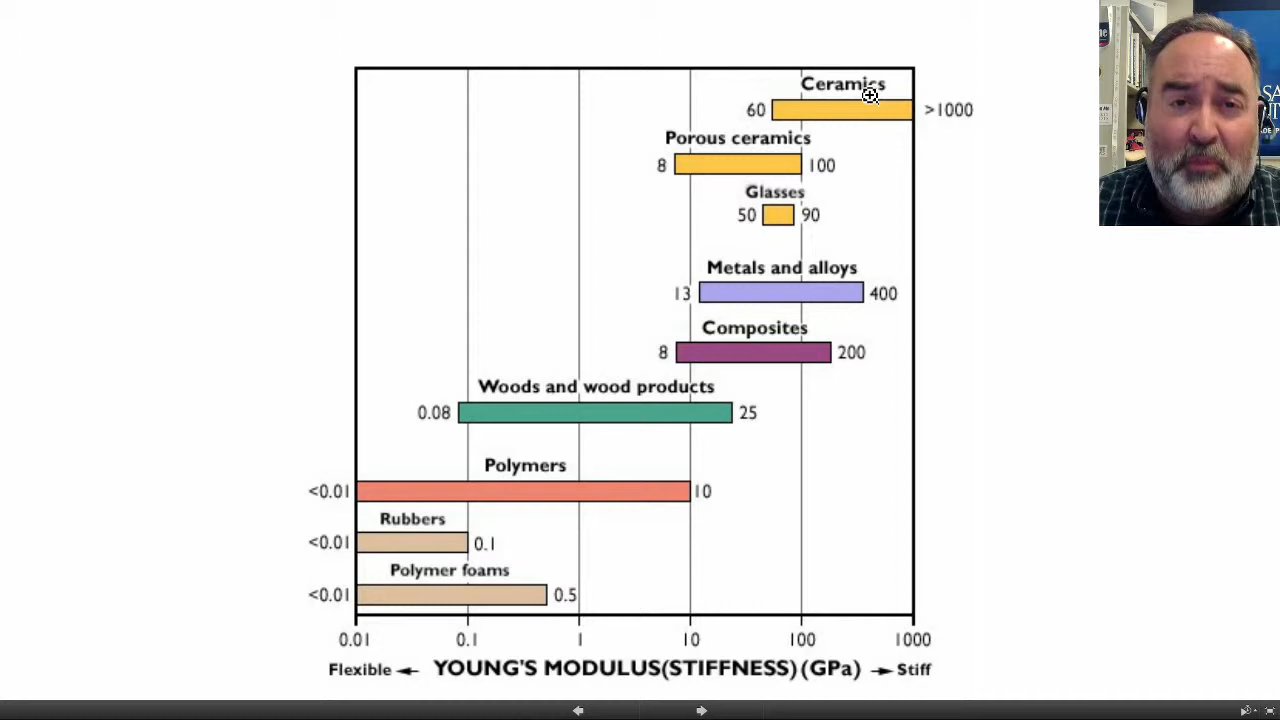 Ceramics
60 >1000
Porous ceramics
8 100
Glasses
50 90
Metals and alloys
13 400
Composites
8 200
Woods and wood products
0.08 25
Polymers
<0.01 10
Rubbers
<0.01 0.1
Polymer foams
<0.01 0.5
0.01 0.1 1 10 100 1000
Flexible YOUNG'S MODULUS(STIFFNESS)(GPa) Stiff